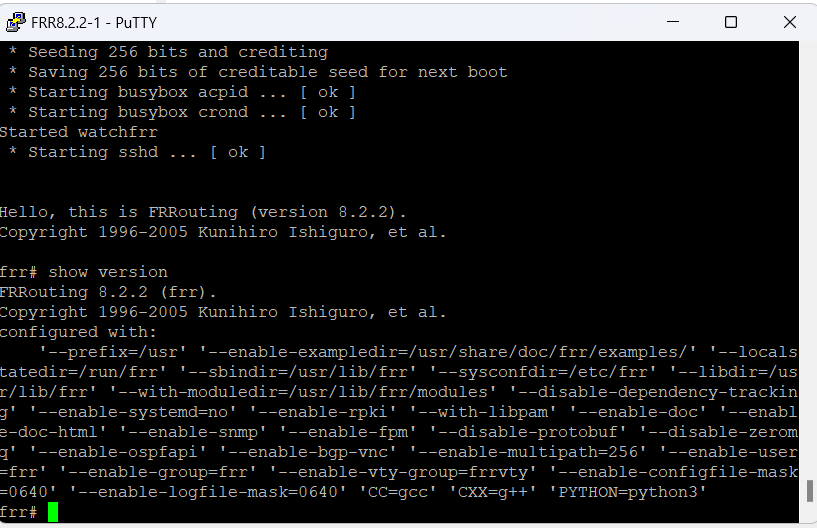 FRR8.2.2-1 - PuTTY
* Seeding 256 bits and crediting
* Saving 256 bits of creditable seed for next boot
* Starting busybox acpid ... [ ok ]
* Starting busybox crond ... [ ok ]
Started watchfrr
* Starting sshd ... [ ok ]
Hello, this is FRRouting (version 8.2.2).
Copyright 1996-2005 Kunihiro Ishiguro, et al.
frr# show version
FRRouting 8.2.2 (frr).
Copyright 1996-2005 Kunihiro Ishiguro, et al.
configured with:
'--prefix=/usr' '--enable-exampledir=/usr/share/doc/frr/examples/' '--locals
tatedir=/run/frr' '--sbindir=/usr/lib/frr' '--sysconfdir=/etc/frr' '--libdir=/us
r/lib/frr' '--with-moduledir=/usr/lib/frr/modules' '--disable-dependency-trackin
g' '--enable-systemd=no' '--enable-rpki' '--with-libpam' '--enable-doc' '--enabl
e-doc-html' '--enable-snmp' '--enable-fpm' '--disable-protobuf' '--disable-zerom
q' '--enable-ospfapi' '--enable-bgp-vnc' '--enable-multipath=256' '--enable-user
=frr' '--enable-group=frr' '--enable-vty-group=frrvty' '--enable-configfile-mask
=0640' '--enable-logfile-mask=0640' 'CC=gcc' 'CXX=g++' 'PYTHON=python3'
frr#